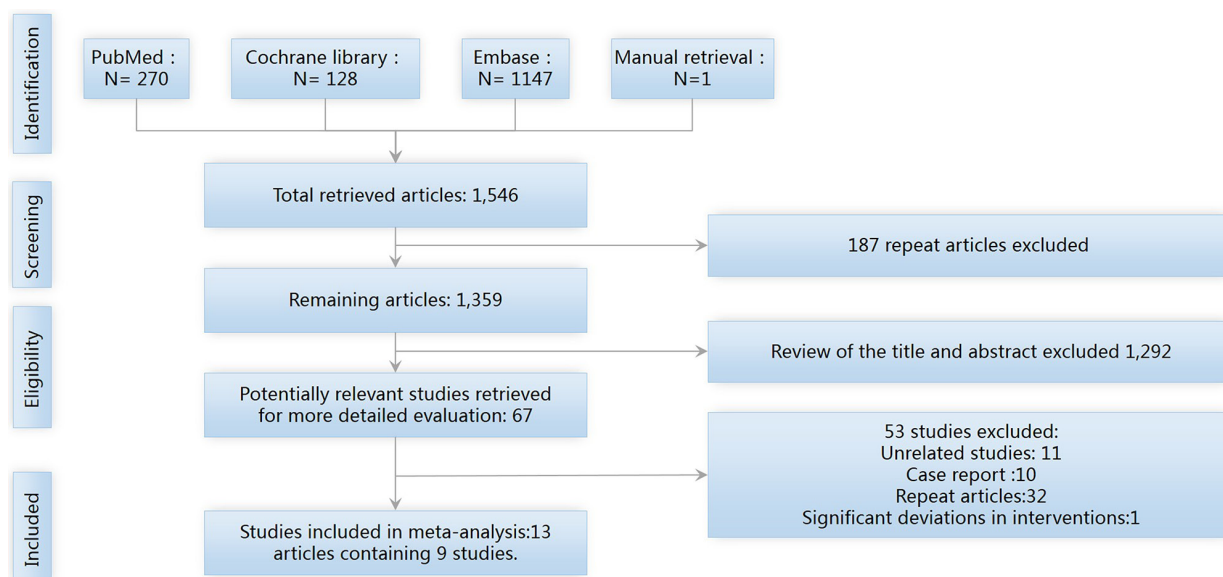 Identification
PubMed :
N= 270
Cochrane library :
N= 128
Embase :
N= 1147
Manual retrieval :
N=1
Total retrieved articles: 1,546
Screening
187 repeat articles excluded
Remaining articles: 1,359
Eligibility
Review of the title and abstract excluded 1,292
Potentially relevant studies retrieved
for more detailed evaluation: 67
53 studies excluded:
Unrelated studies: 11
Case report :10
Repeat articles:32
Significant deviations in interventions:1
Included
Studies included in meta-analysis:13
articles containing 9 studies.